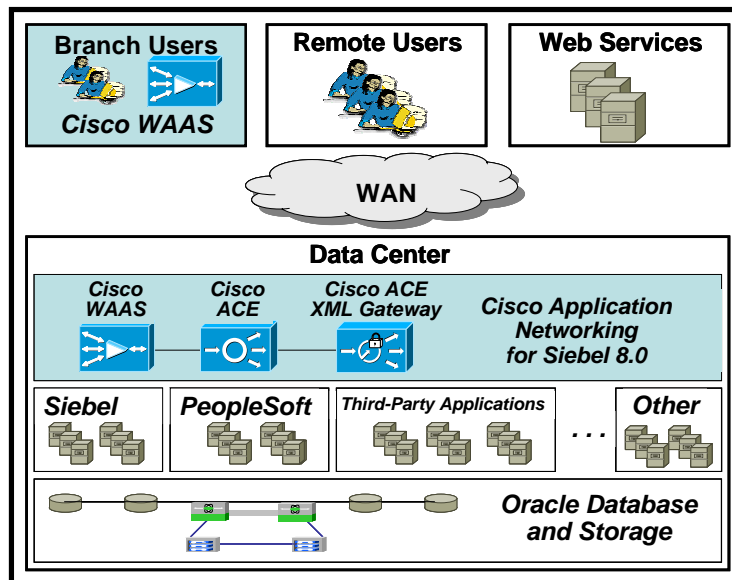 Branch Users
Cisco WAAS
Remote Users
Web Services
WAN
Data Center
Cisco
WAAS
Cisco
ACE
Cisco ACE
XML Gateway
Cisco Application
Networking
for Siebel 8.0
Siebel
PeopleSoft
Third-Party Applications
. . .
Other
Oracle Database
and Storage